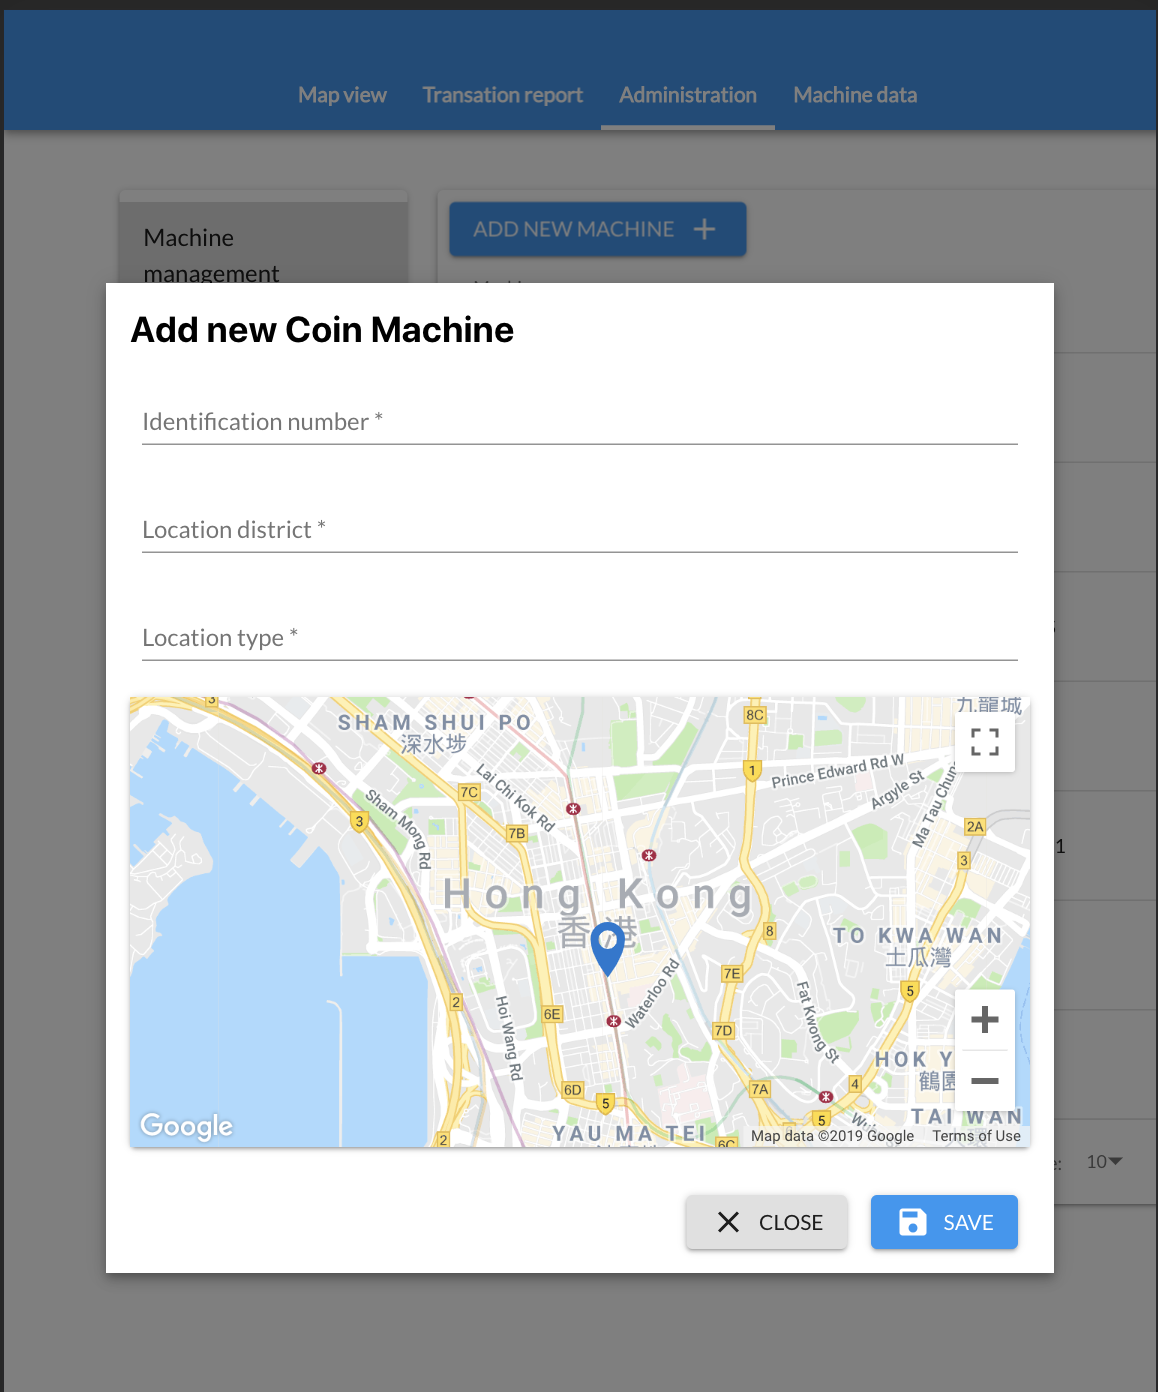 Map view
Transation report
Administration
Machine data
Machine
management
ADD NEW MACHINE
Add new Coin Machine
Identification number *
Location district *
Location type *
3
九龍城
SHAM SHUI PO
深水埗
8C
1
Prince Edward Rd W
Argyle St
Ma Tau Chung
Lai Chi Kok Rd
7C
Sham Mong Rd
3
7B
2A
3
1
Hong Kong
香港
8
TO KWA WAN
土瓜灣
7E
Waterloo Rd
5
2
6E
Hoi Wang Rd
Fat Kwong St
7D
HOK Y
鶴園
6D
5
7A
4
5
TAI WAN
Google
2
YAU MA TEI
6C
Map data ©2019 Google
Terms of Use
10
CLOSE
SAVE